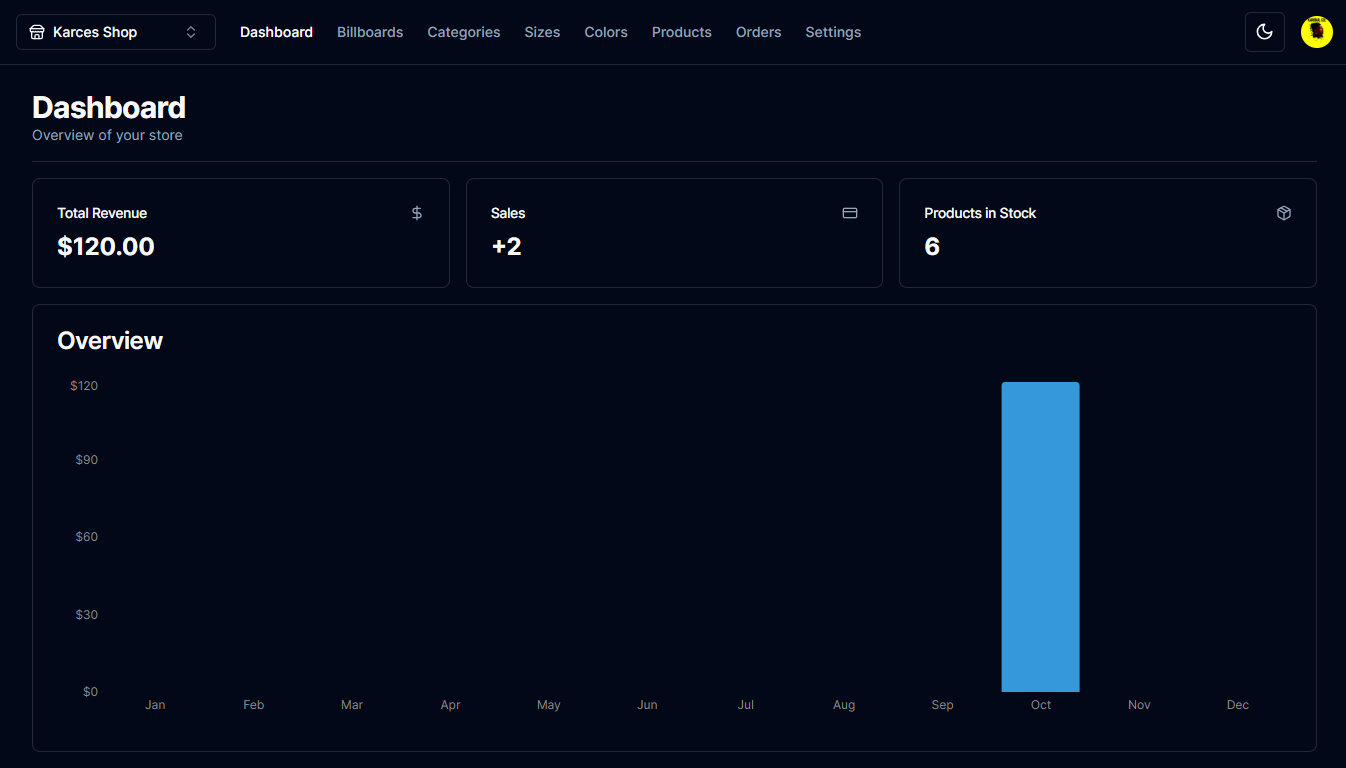 Karces Shop
Dashboard Billboards Categories Sizes Colors Products Orders Settings
Dashboard
Overview of your store
Total Revenue
$120.00
Sales
+2
Products in Stock
6
Overview
$120
$90
$60
$30
$0
Jan Feb Mar Apr May Jun Jul Aug Sep Oct Nov Dec